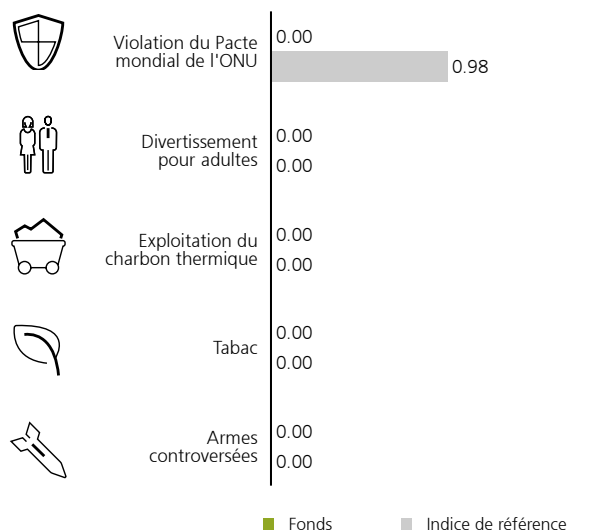 Violation du Pacte
mondial de l'ONU
0.00
0.98
Divertissement
pour adultes
0.00
0.00
Exploitation du
charbon thermique
0.00
0.00
Tabac
0.00
0.00
Armes
controversées
0.00
0.00
Fonds
Indice de référence